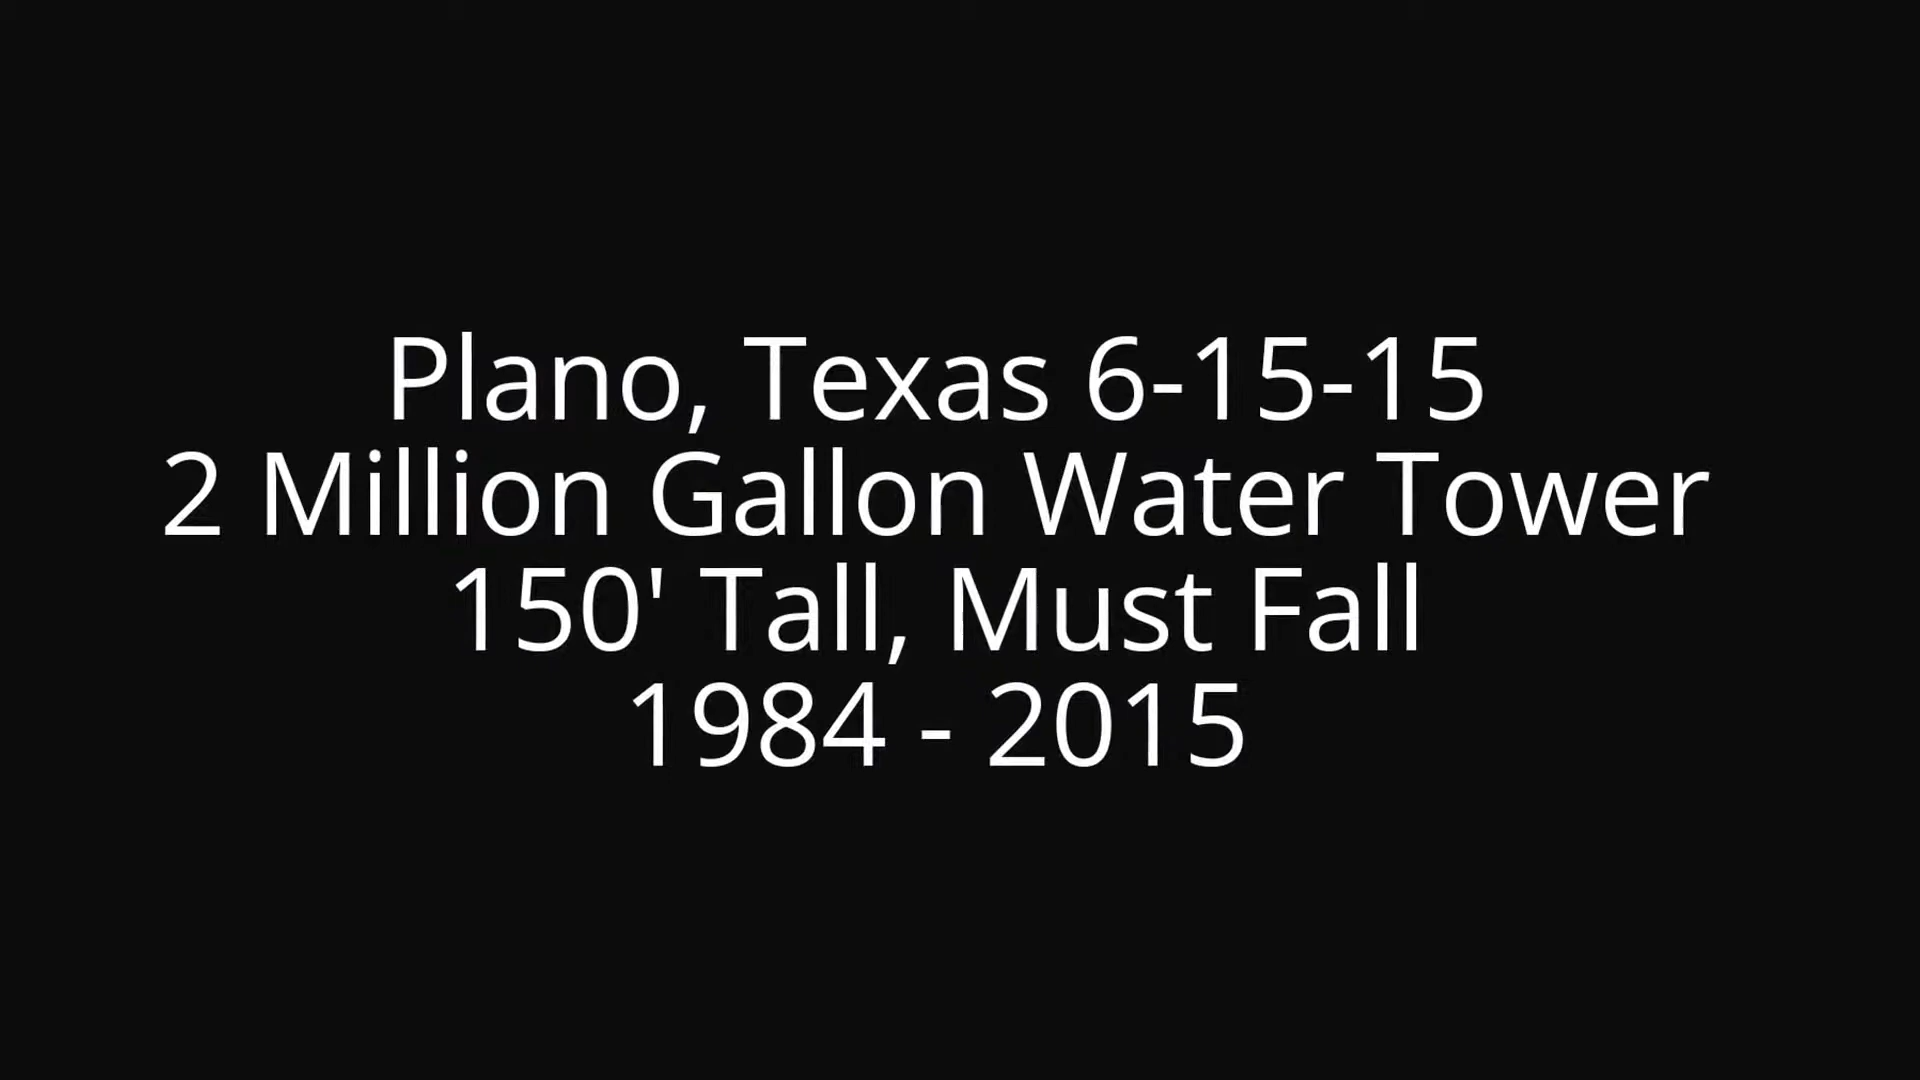 Plano, Texas 6-15-15
2 Million Gallon Water Tower
150' Tall, Must Fall
1984 - 2015